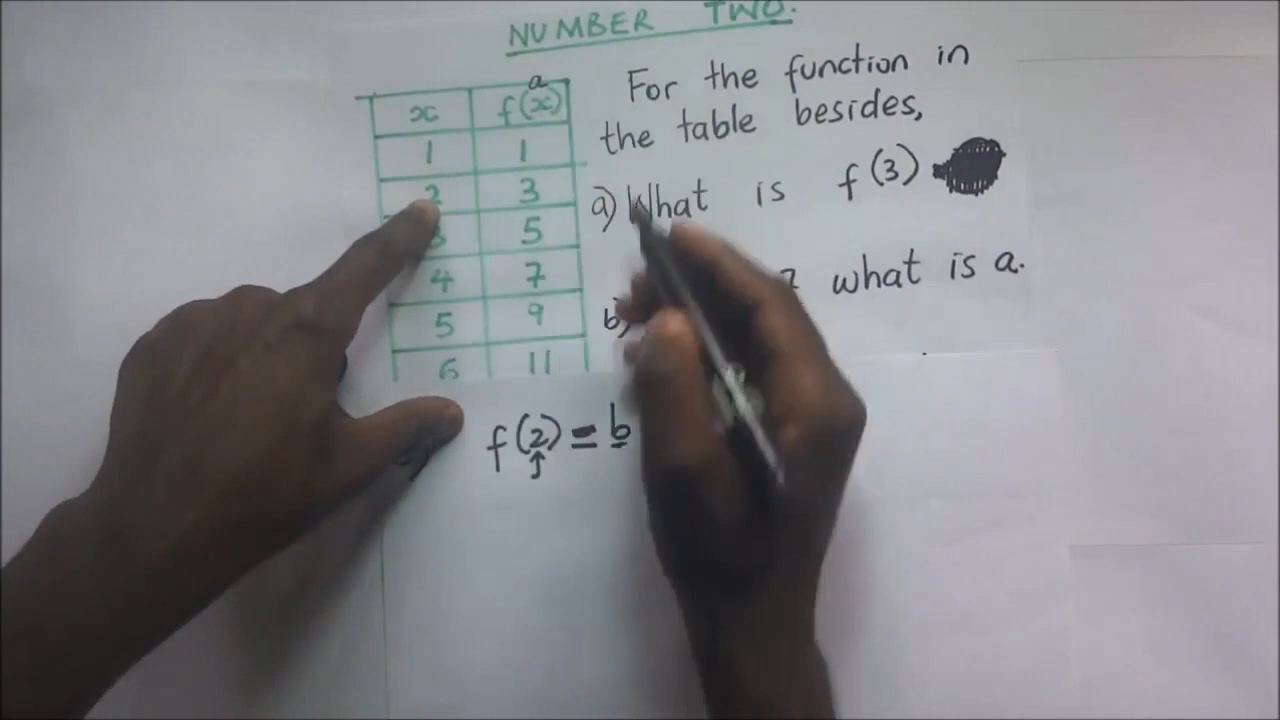 NUMBER TWO.
a
x f(x)
1 1
2 3
3 5
4 7
5 9
6 11
For the function in
the table besides,
a) What is f(3)
what is a.
b)
f(2) = b